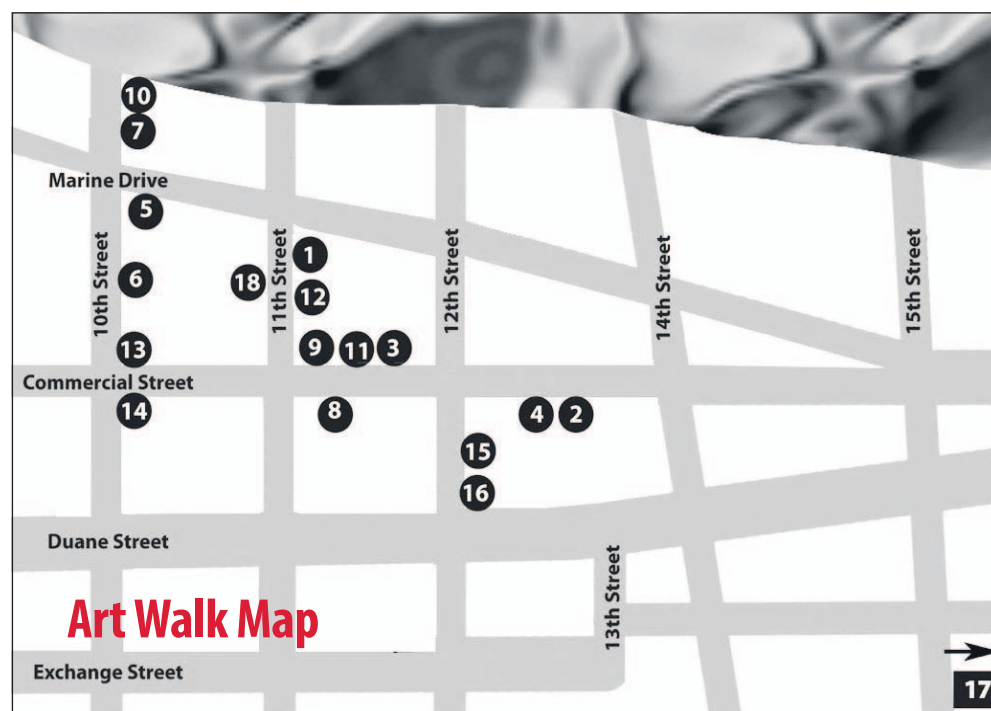 10
7
Marine Drive
5
10th Street
6
18
11th Street
1
12
12th Street
14th Street
15th Street
13
9
11
3
Commercial Street
14
8
4
2
15
16
Duane Street
13th Street
Art Walk Map
Exchange Street
17